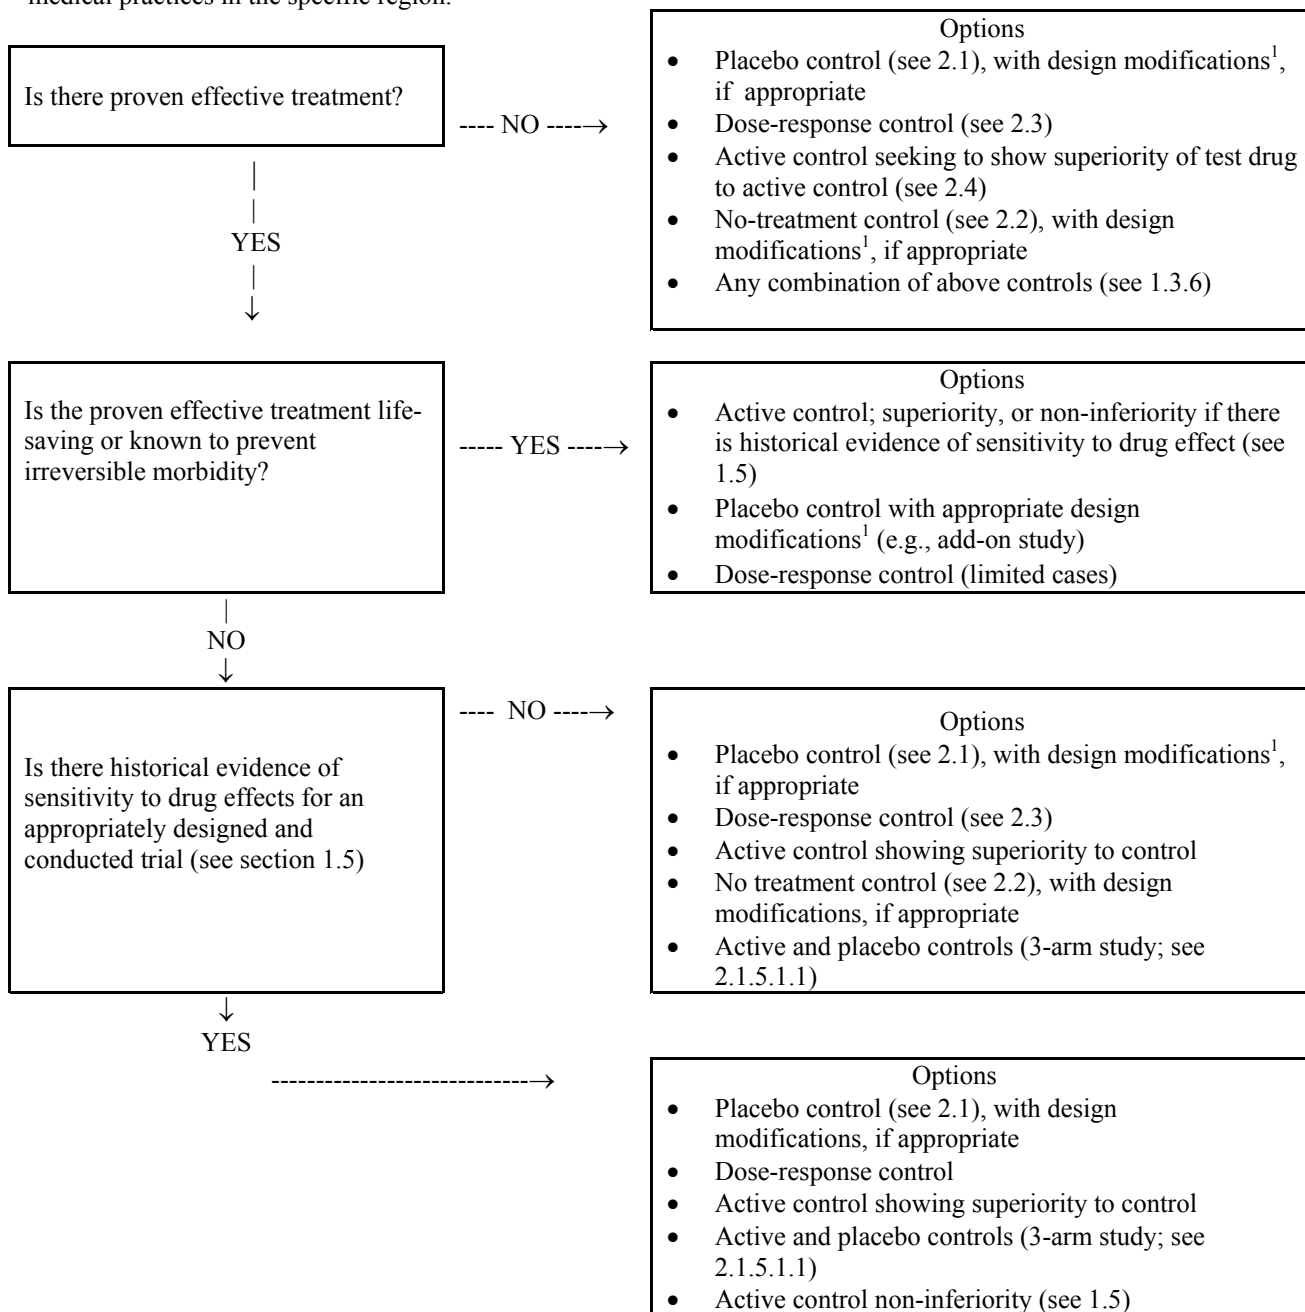 medical practices in the specific region.
Is there proven effective treatment?
---- NO ----→
Options
• Placebo control (see 2.1), with design modifications1,
if appropriate
• Dose-response control (see 2.3)
• Active control seeking to show superiority of test drug
to active control (see 2.4)
• No-treatment control (see 2.2), with design
modifications1, if appropriate
• Any combination of above controls (see 1.3.6)
|
|
YES
|
↓
Is the proven effective treatment life-
saving or known to prevent
irreversible morbidity?
----- YES ----→
Options
• Active control; superiority, or non-inferiority if there
is historical evidence of sensitivity to drug effect (see
1.5)
• Placebo control with appropriate design
modifications1 (e.g., add-on study)
• Dose-response control (limited cases)
|
NO
↓
Is there historical evidence of
sensitivity to drug effects for an
appropriately designed and
conducted trial (see section 1.5)
---- NO ----→
Options
• Placebo control (see 2.1), with design modifications1,
if appropriate
• Dose-response control (see 2.3)
• Active control showing superiority to control
• No treatment control (see 2.2), with design
modifications, if appropriate
• Active and placebo controls (3-arm study; see
2.1.5.1.1)
↓
YES
-----------------------------→
Options
• Placebo control (see 2.1), with design
modifications, if appropriate
• Dose-response control
• Active control showing superiority to control
• Active and placebo controls (3-arm study; see
2.1.5.1.1)
• Active control non-inferiority (see 1.5)